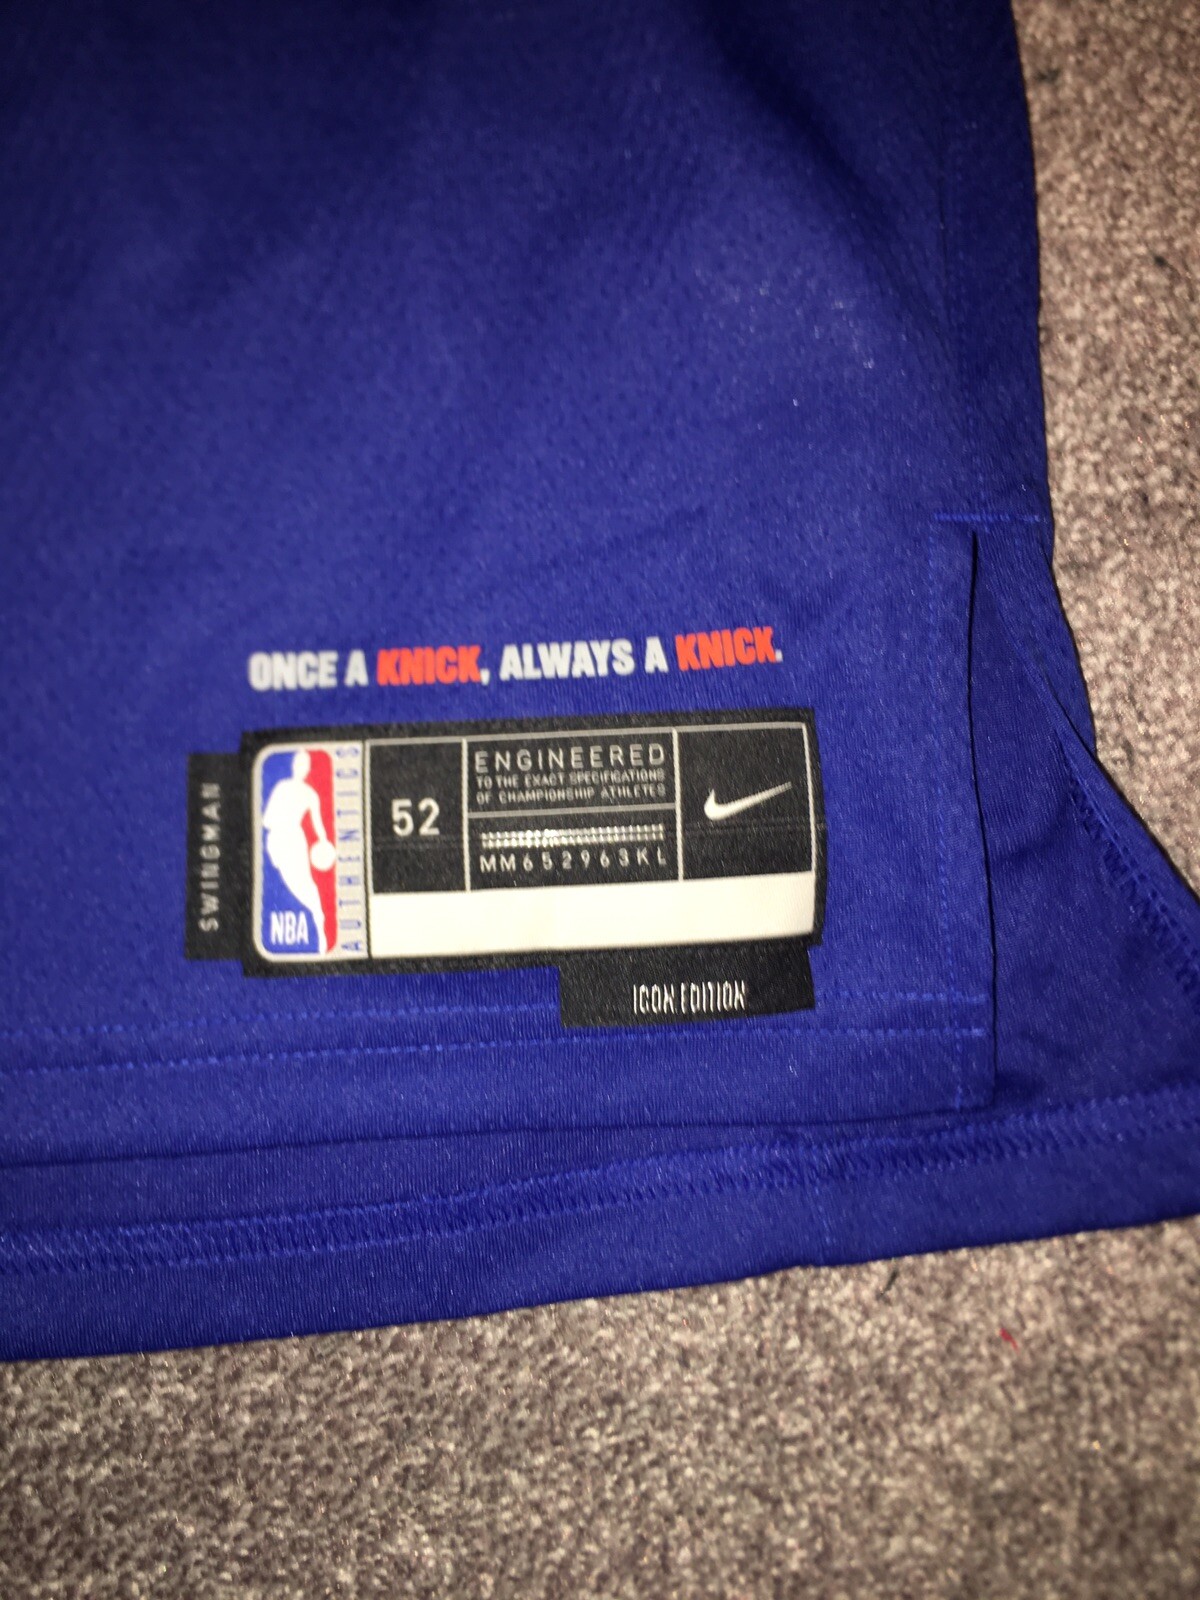 ONCE A KNICK, ALWAYS A KNICK.
SWINGMAN
NBA
AUTHENTICS
52
ENGINEERED
TO THE EXACT SPECIFICATIONS
OF CHAMPIONSHIP ATHLETES
MM652963KL
ICON EDITION